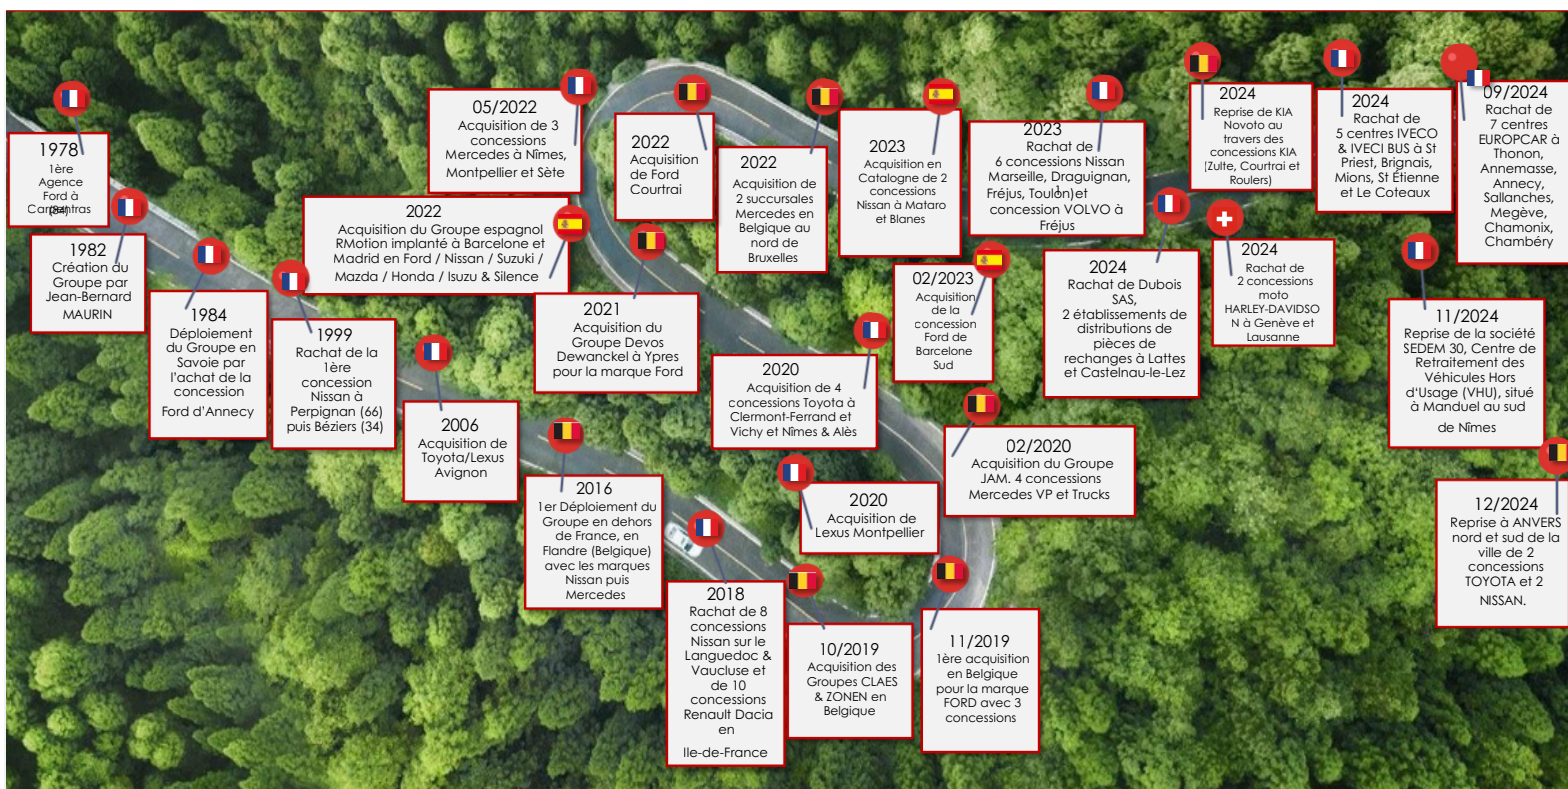 1978
1ère
Agence
Ford à
Carpentras
(84)
1982
Création du
Groupe par
Jean-Bernard
MAURIN
1984
Déploiement
du Groupe en
Savoie par
l'achat de la
concession
Ford d'Annecy
1999
Rachat de la
1ère
concession
Nissan à
Perpignan (66)
puis Béziers (34)
2006
Acquisition de
Toyota/Lexus
Avignon
2016
1er Déploiement du
Groupe en dehors
de France, en
Flandre (Belgique)
avec les marques
Nissan puis
Mercedes
2018
Rachat de 8
concessions
Nissan sur le
Languedoc &
Vaucluse et
de 10
concessions
Renault Dacia
en
Ile-de-France
10/2019
Acquisition des
Groupes CLAES
& ZONEN en
Belgique
11/2019
1ère acquisition
en Belgique
pour la marque
FORD avec 3
concessions
2020
Acquisition de
Lexus Montpellier
02/2020
Acquisition du Groupe
JAM. 4 concessions
Mercedes VP et Trucks
2020
Acquisition de 4
concessions Toyota à
Clermont-Ferrand et
Vichy et Nîmes & Alès
2021
Acquisition du
Groupe Devos
Dewanckel à Ypres
pour la marque Ford
2022
Acquisition du Groupe espagnol
RMotion implanté à Barcelone et
Madrid en Ford / Nissan / Suzuki /
Mazda / Honda / Isuzu & Silence
05/2022
Acquisition de 3
concessions
Mercedes à Nîmes,
Montpellier et Sète
2022
Acquisition
de Ford
Courtrai
2022
Acquisition de
2 succursales
Mercedes en
Belgique au
nord de
Bruxelles
2023
Acquisition en
Catalogne de 2
concessions
Nissan à Mataro
et Blanes
02/2023
Acquisition
de la
concession
Ford de
Barcelone
Sud
2023
Rachat de
6 concessions Nissan
Marseille, Draguignan,
Fréjus, Toulon) et 1
concession VOLVO à
Fréjus
2024
Rachat de Dubois
SAS,
2 établissements de
distributions de
pièces de
rechanges à Lattes
et Castelnau-le-Lez
2024
Reprise de KIA
Novoto au
travers des
concessions KIA
(Zulte, Courtrai et
Roulers)
2024
Rachat de
2 concessions
moto
HARLEY-DAVIDSO
N à Genève et
Lausanne
2024
Rachat de
5 centres IVECO
& IVECI BUS à St
Priest, Brignais,
Mions, St Étienne
et Le Coteaux
09/2024
Rachat de
7 centres
EUROPCAR à
Thonon,
Annemasse,
Annecy,
Sallanches,
Megève,
Chamonix,
Chambéry
11/2024
Reprise de la société
SEDEM 30, Centre de
Retraitement des
Véhicules Hors
d'Usage (VHU), situé
à Manduel au sud
de Nîmes
12/2024
Reprise à ANVERS
nord et sud de la
ville de 2
concessions
TOYOTA et 2
NISSAN.